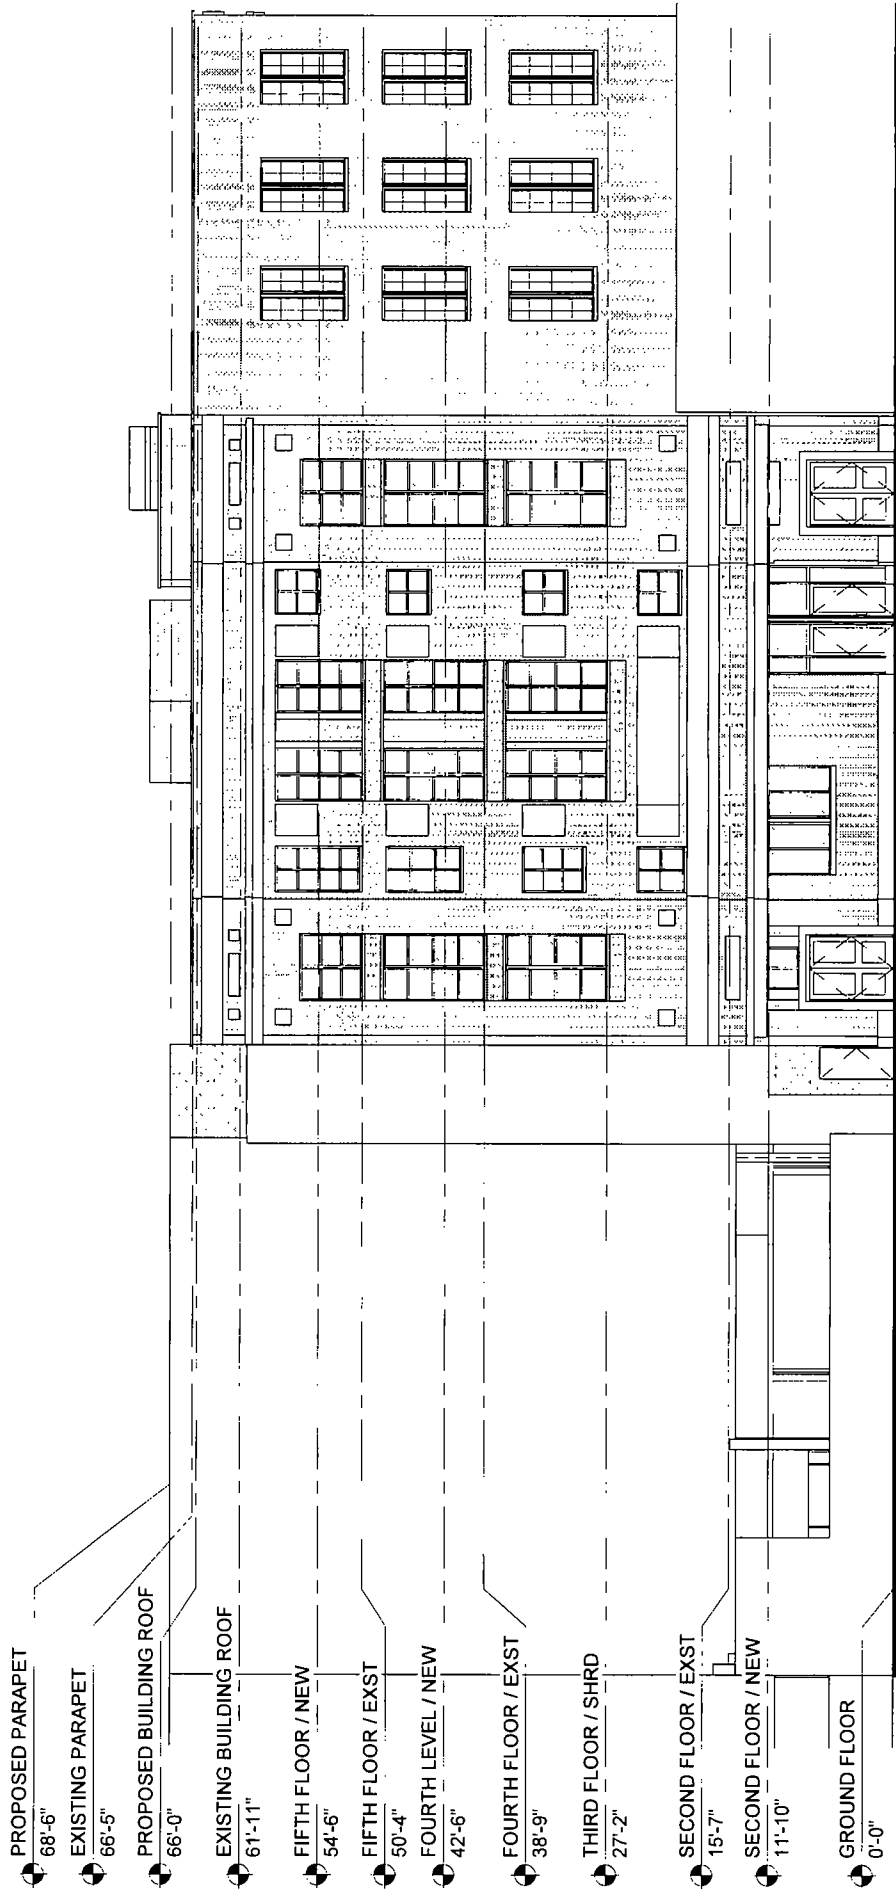 PROPOSED PARAPET
68'-6"
EXISTING PARAPET
66'-5"
PROPOSED BUILDING ROOF
66'-0"
EXISTING BUILDING ROOF
61'-11"
FIFTH FLOOR / NEW
54'-6"
FIFTH FLOOR / EXST
50'-4"
FOURTH LEVEL / NEW
42'-6"
FOURTH FLOOR / EXST
38'-9"
THIRD FLOOR / SHRD
27'-2"
SECOND FLOOR / EXST
15'-7"
SECOND FLOOR / NEW
11'-10"
GROUND FLOOR
0'-0"